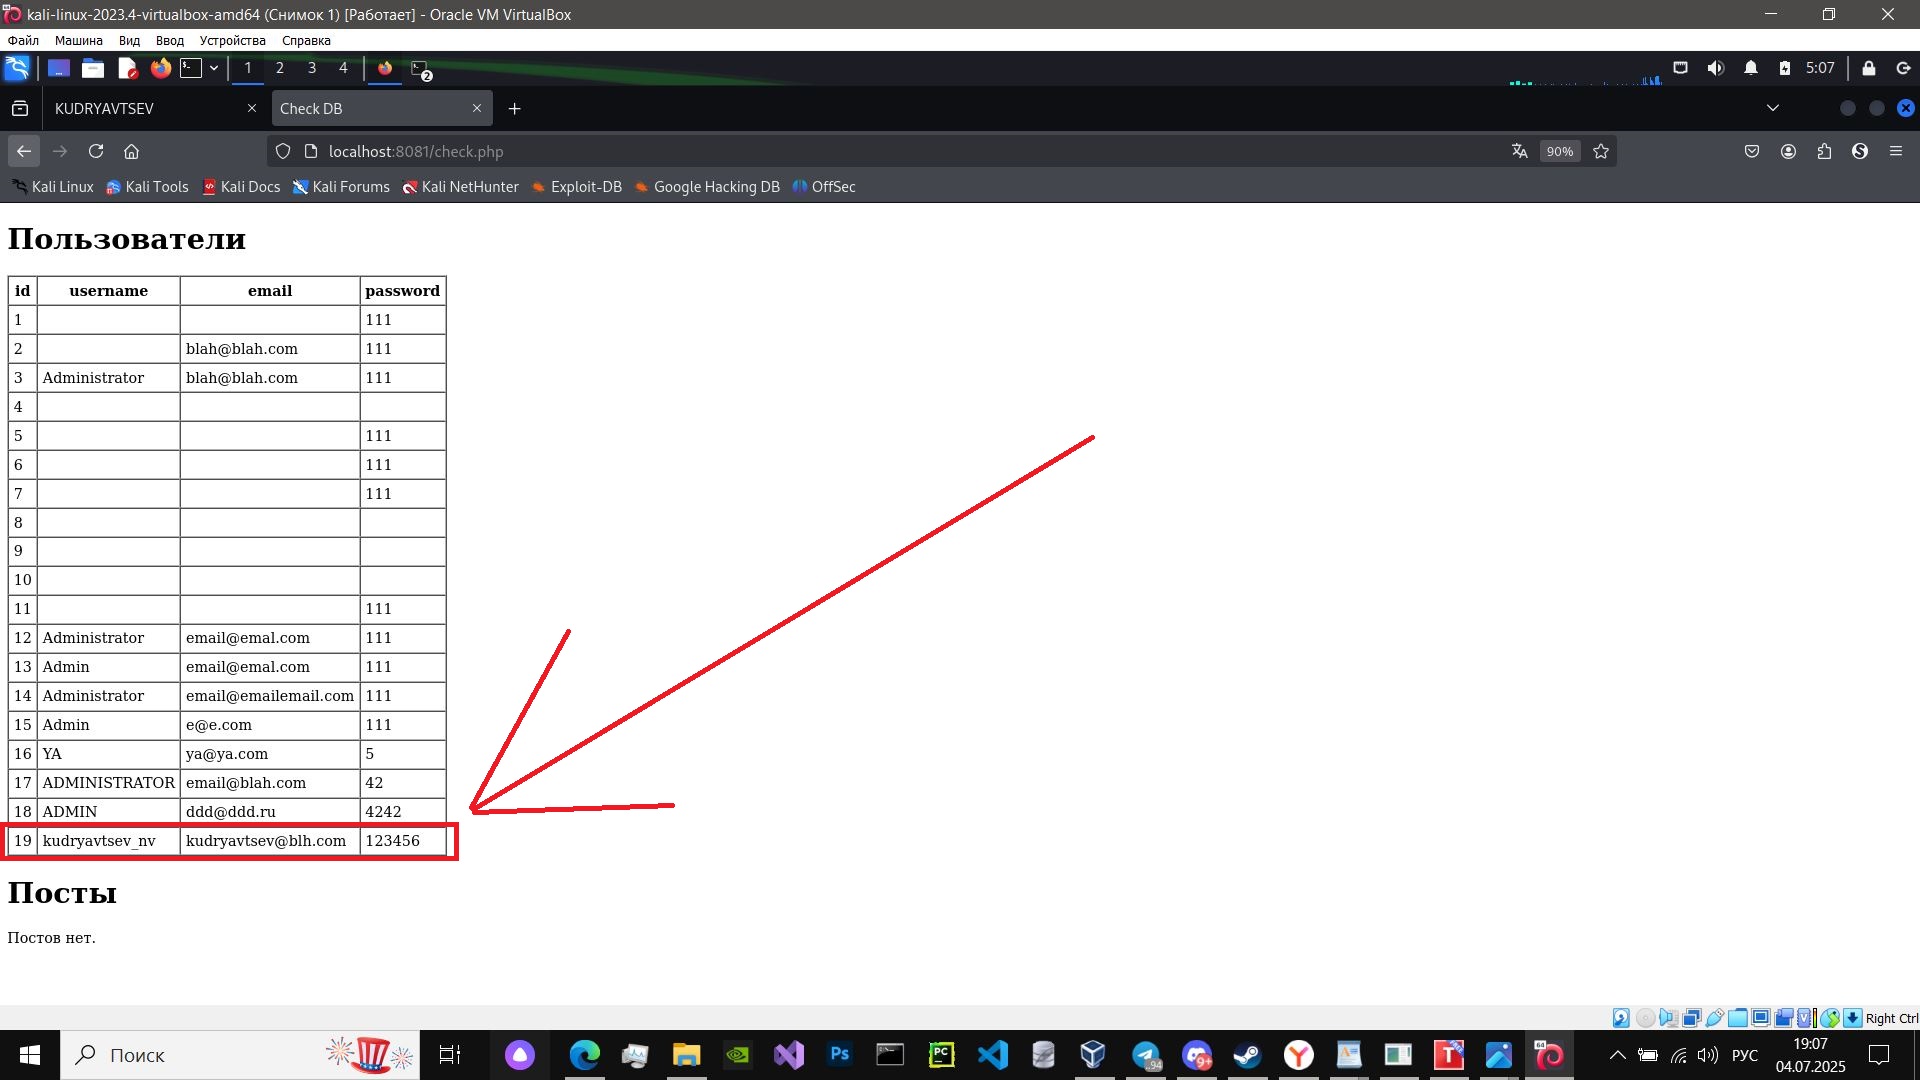 kali-linux-2023.4-virtualbox-amd64 (Снимок 1) [Работает] - Oracle VM VirtualBox
Файл Машина Вид Ввод Устройства Справка
1 2 3 4 2 5:07
KUDRYAVTSEV Check DB
localhost:8081/check.php 90%
Kali Linux Kali Tools Kali Docs Kali Forums Kali NetHunter Exploit-DB Google Hacking DB OffSec
Пользователи
id username email password
1 111
2 blah@blah.com 111
3 Administrator blah@blah.com 111
4
5 111
6 111
7 111
8
9
10
11 111
12 Administrator email@emal.com 111
13 Admin email@emal.com 111
14 Administrator email@emailemail.com 111
15 Admin e@e.com 111
16 YA ya@ya.com 5
17 ADMINISTRATOR email@blah.com 42
18 ADMIN ddd@ddd.ru 4242
19 kudryavtsev_nv kudryavtsev@blh.com 123456
Посты
Постов нет.
Right Ctrl
Поиск
Ps
PC
94
9+
Y
T
64
РУС
19:07
04.07.2025